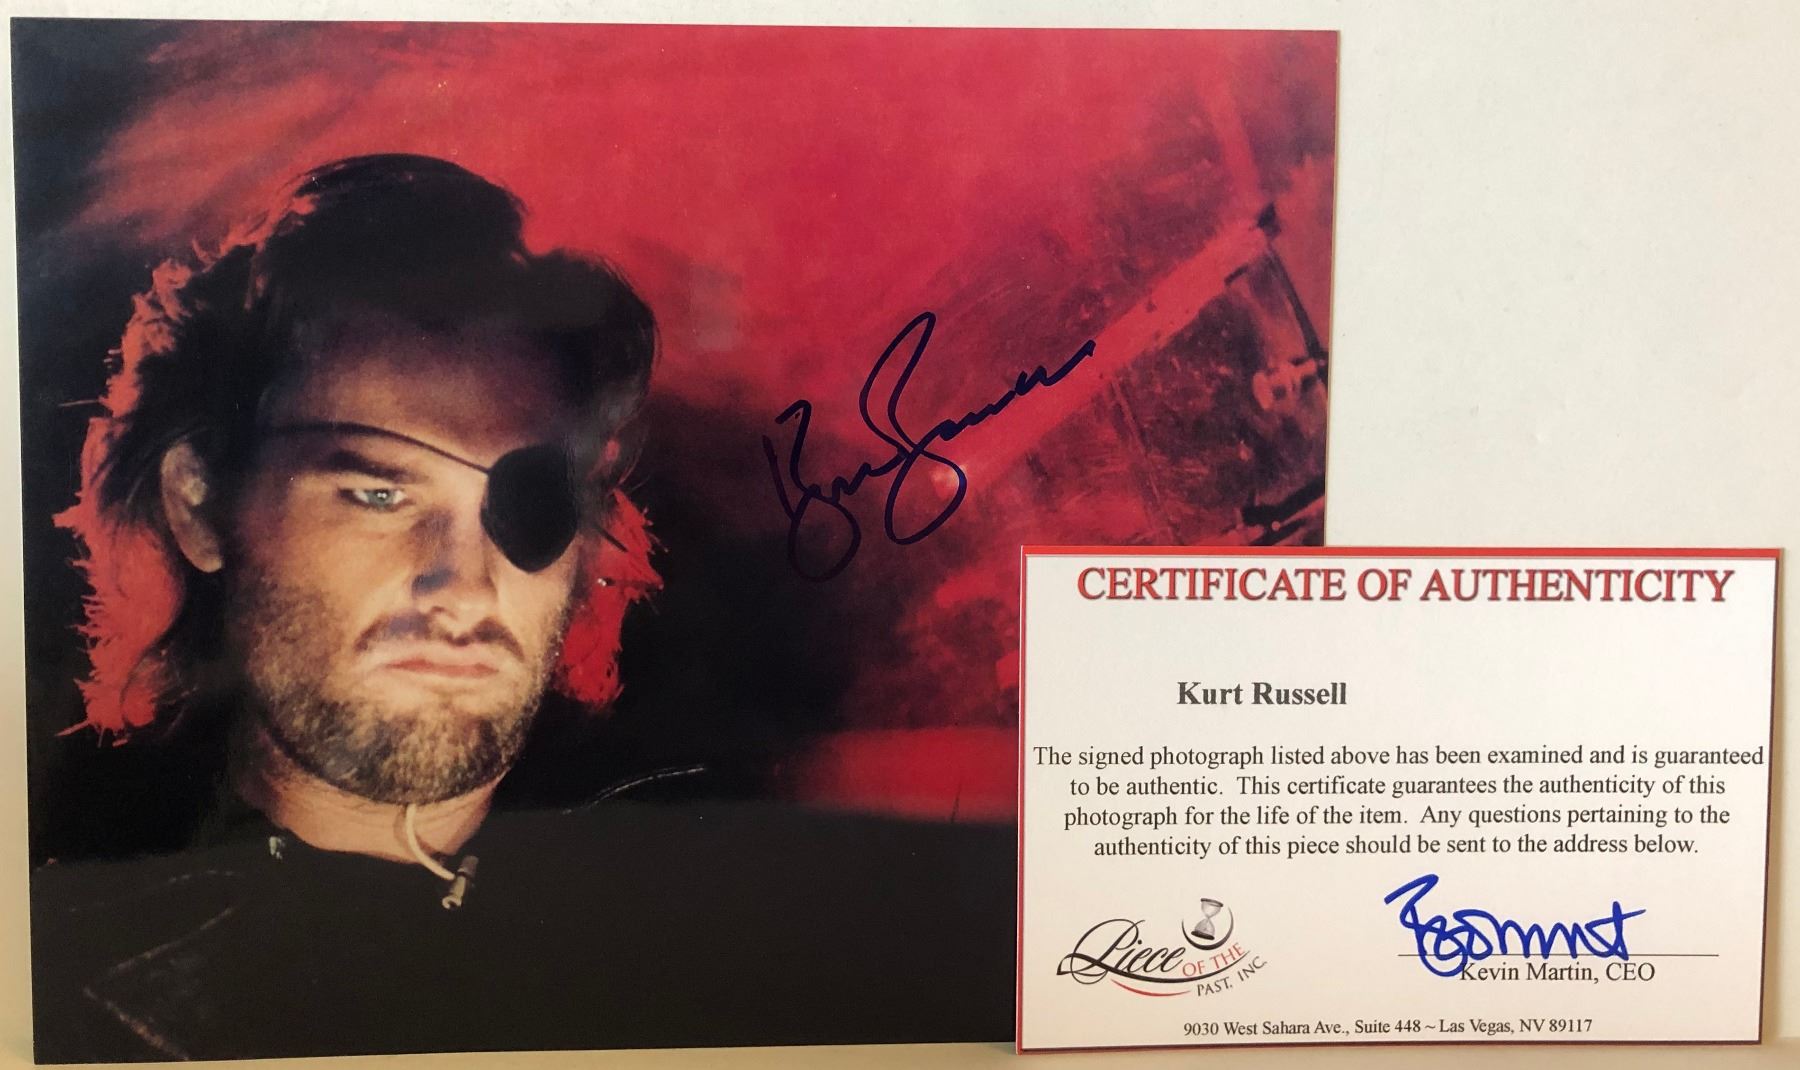 CERTIFICATE OF AUTHENTICITY
Kurt Russell
The signed photograph listed above has been examined and is guaranteed
to be authentic.  This certificate guarantees the authenticity of this
photograph for the life of the item.  Any questions pertaining to the
authenticity of this piece should be sent to the address below.
Piece OF THE
PAST, INC.
Kevin Martin, CEO
9030 West Sahara Ave., Suite 448 ~ Las Vegas, NV 89117